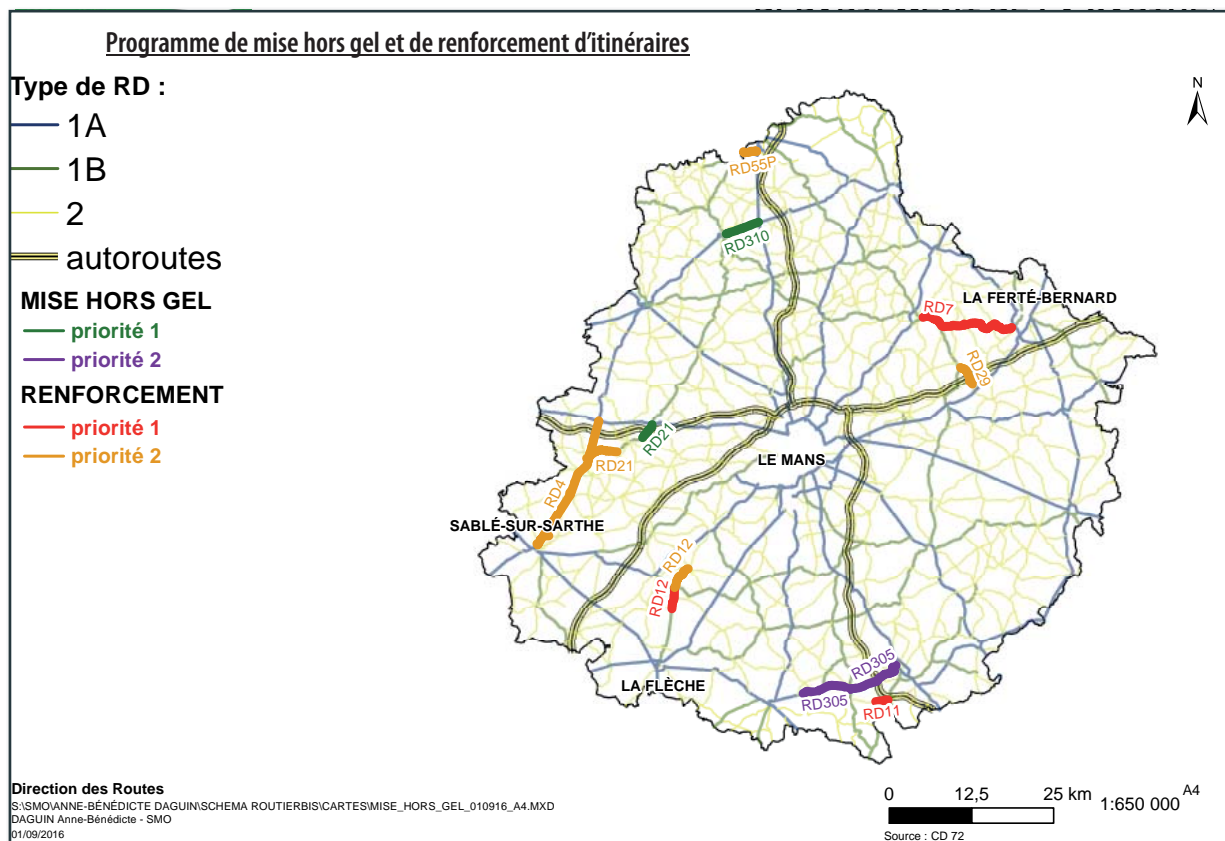 Programme de mise hors gel et de renforcement d'itinéraires
Type de RD :
1A
1B
2
autoroutes
MISE HORS GEL
priorité 1
priorité 2
RENFORCEMENT
priorité 1
priorité 2
N
RD55P
RD310
LA FERTÉ-BERNARD
RD7
RD29
RD21
RD21
LE MANS
RD4
SABLÉ-SUR-SARTHE
RD12
RD12
LA FLÈCHE
RD305
RD305
RD11
Direction des Routes
S:\SMO\ANNE-BÉNÉDICTE DAGUIN\SCHEMA ROUTIERBIS\CARTES\MISE_HORS_GEL_010916_A4.MXD
DAGUIN Anne-Bénédicte - SMO
01/09/2016
0 12,5 25 km
1:650 000 A4
Source : CD 72